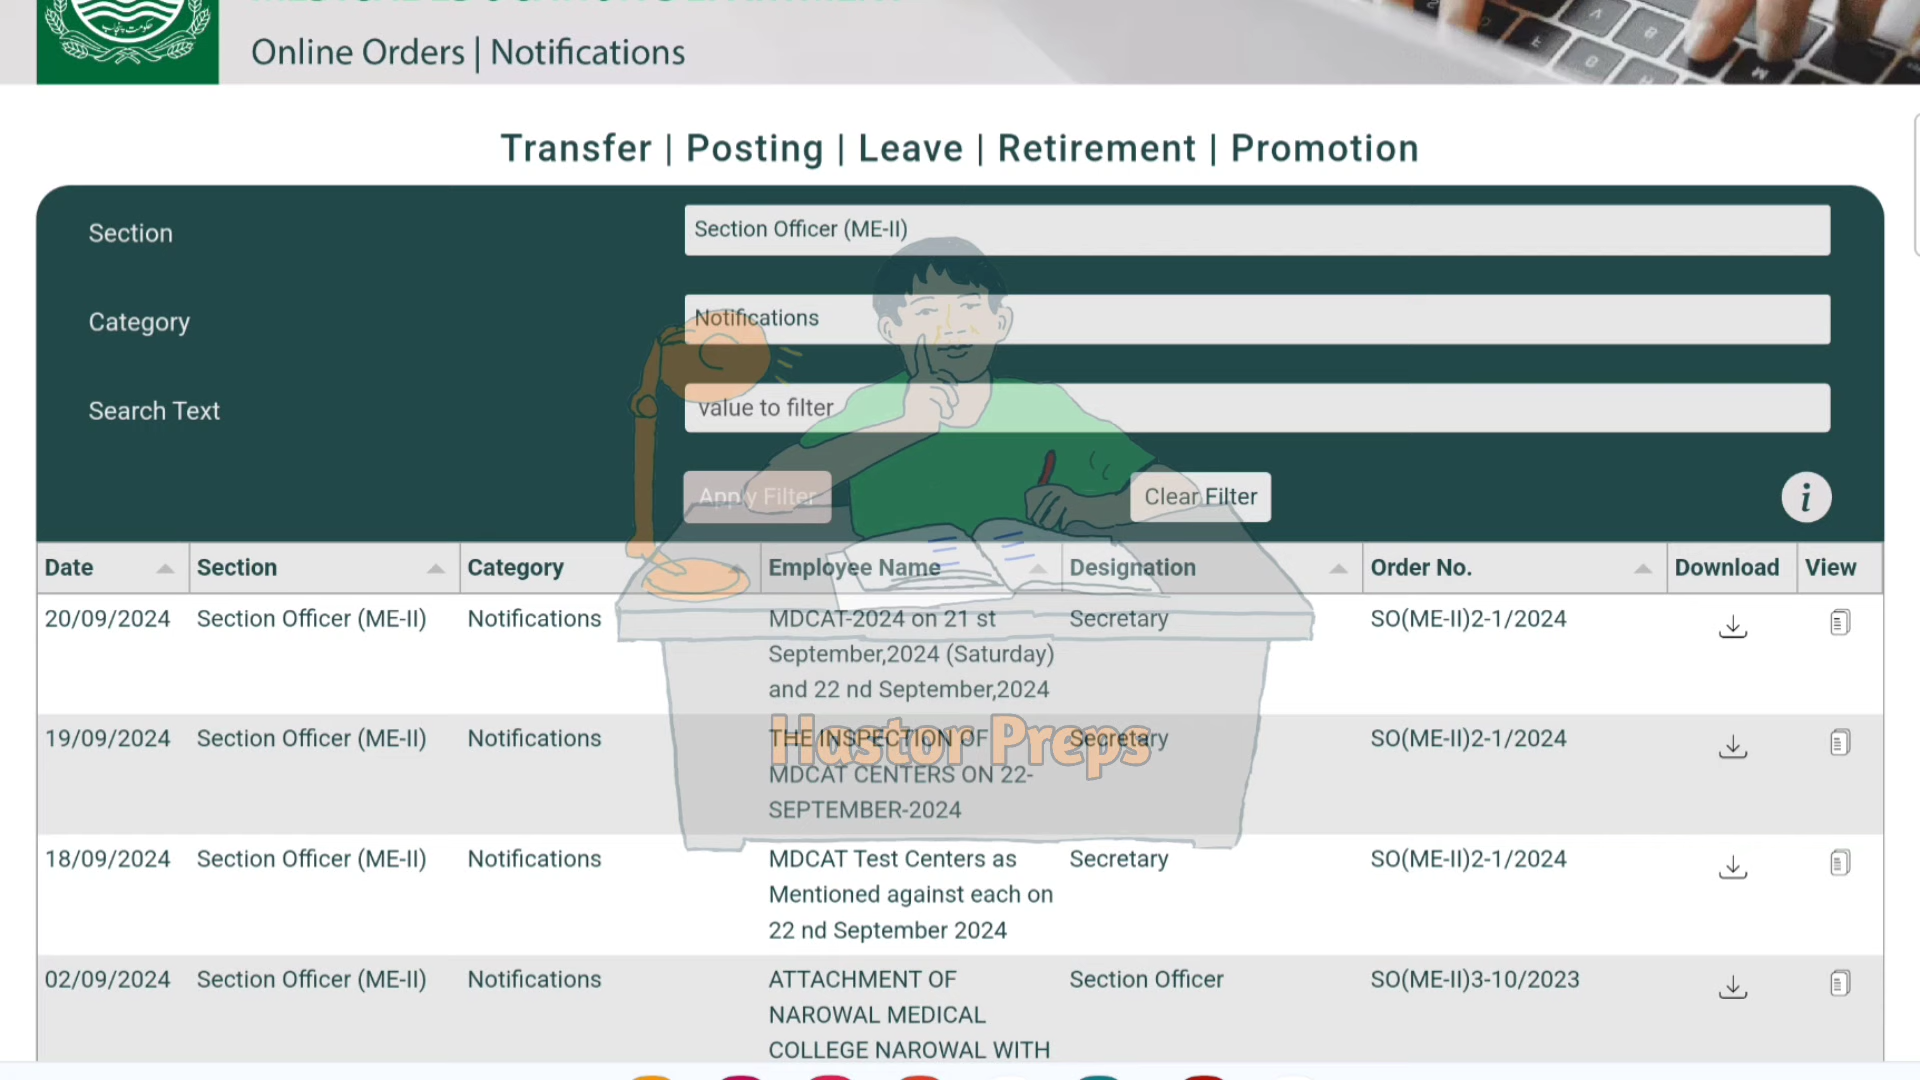 Online Orders | Notifications
Transfer | Posting | Leave | Retirement | Promotion
Section
Section Officer (ME-II)
Category
Notifications
Search Text
value to filter
Apply Filter
Clear Filter
i
Date Section Category Employee Name Designation Order No. Download View
20/09/2024 Section Officer (ME-II) Notifications MDCAT-2024 on 21 st Secretary SO(ME-II)2-1/2024
September,2024 (Saturday)
and 22 nd September,2024
Hastor Preps
19/09/2024 Section Officer (ME-II) Notifications THE INSPECTION OF Secretary SO(ME-II)2-1/2024
MDCAT CENTERS ON 22-
SEPTEMBER-2024
18/09/2024 Section Officer (ME-II) Notifications MDCAT Test Centers as Secretary SO(ME-II)2-1/2024
Mentioned against each on
22 nd September 2024
02/09/2024 Section Officer (ME-II) Notifications ATTACHMENT OF Section Officer SO(ME-II)3-10/2023
NAROWAL MEDICAL
COLLEGE NAROWAL WITH